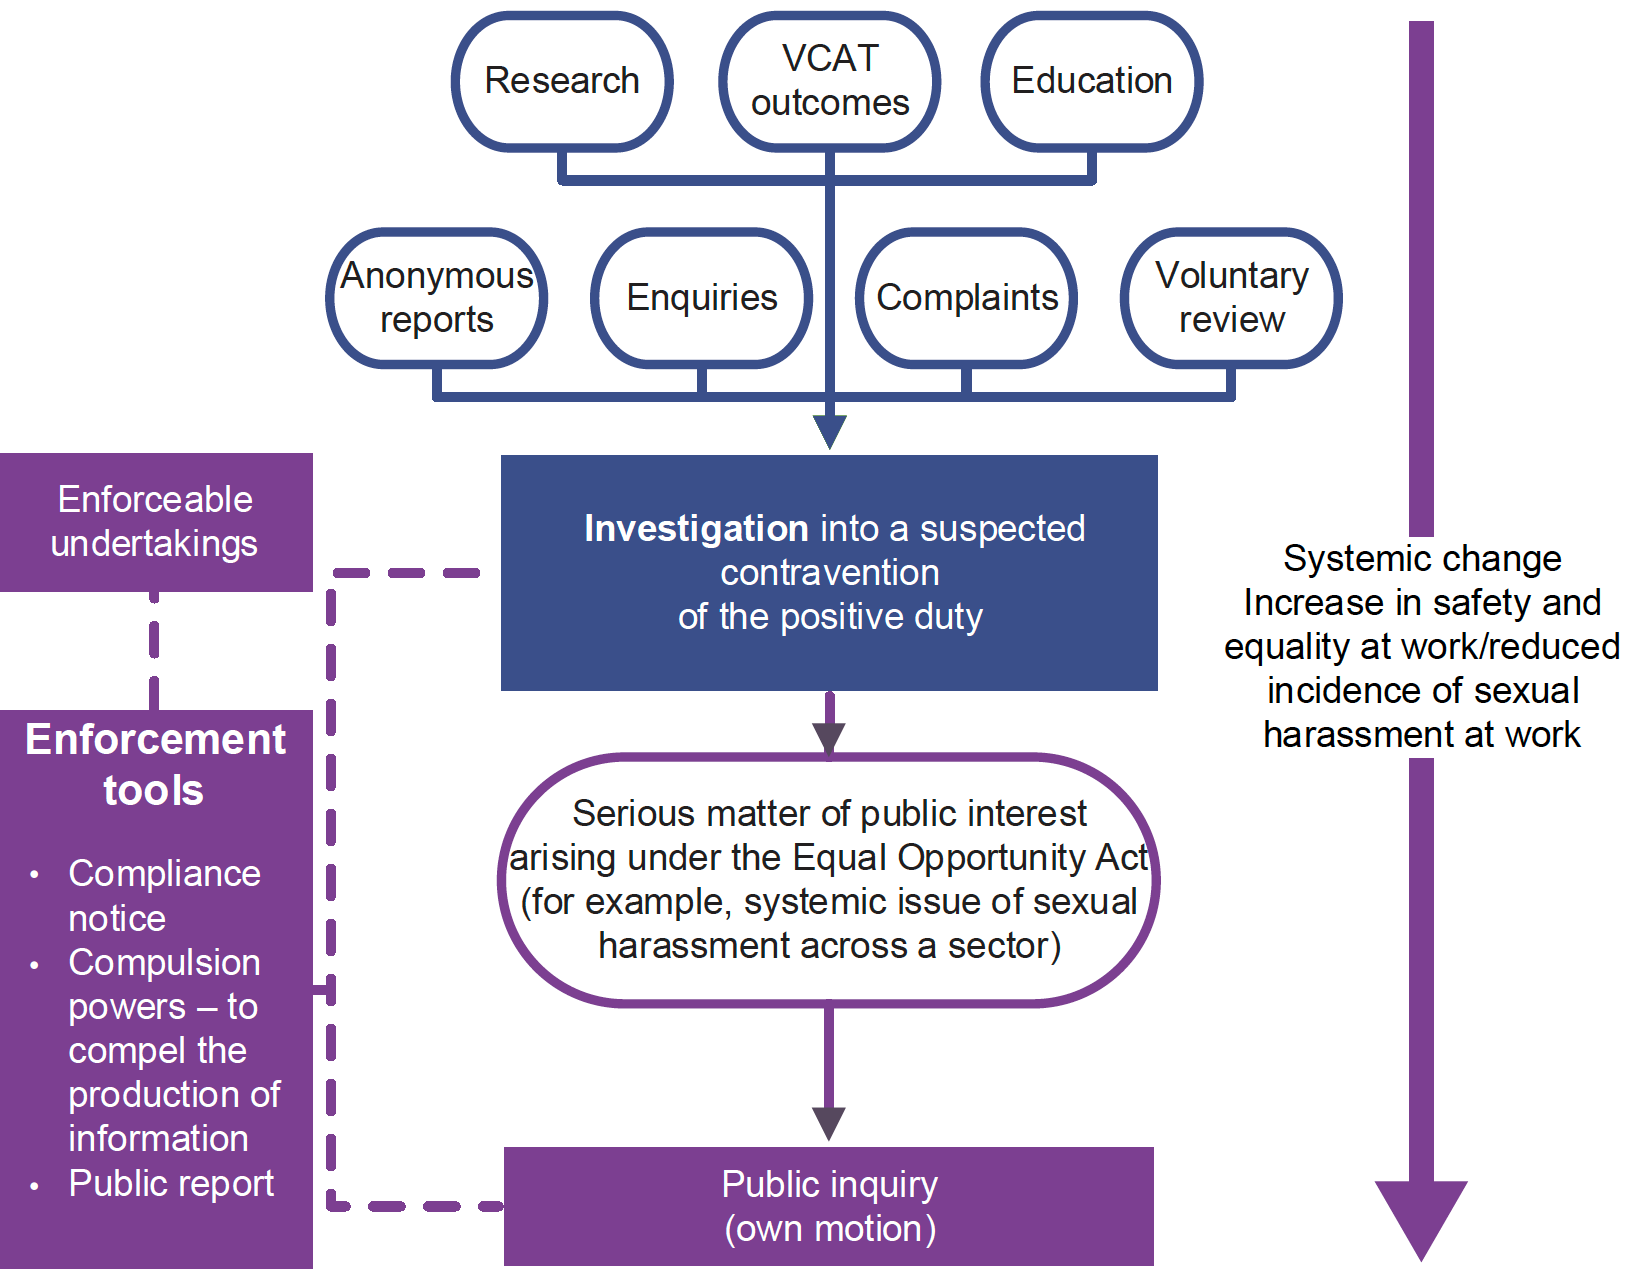 Research
VCAT
outcomes
Education
Anonymous
reports
Enquiries
Complaints
Voluntary
review
Enforceable
undertakings
Investigation into a suspected
contravention
of the positive duty
Systemic change
Increase in safety and
equality at work/reduced
incidence of sexual
harassment at work
Enforcement
tools
• Compliance
notice
• Compulsion
powers – to
compel the
production of
information
• Public report
Serious matter of public interest
arising under the Equal Opportunity Act
(for example, systemic issue of sexual
harassment across a sector)
Public inquiry
(own motion)